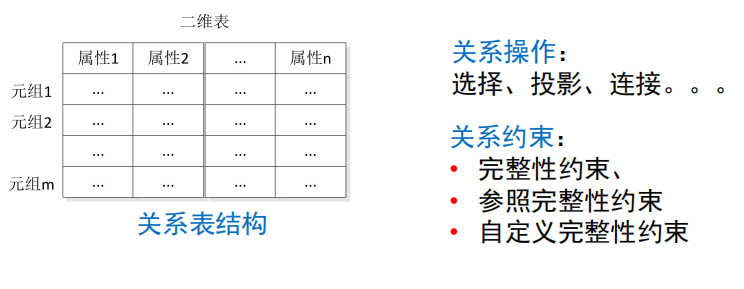 二维表
属性1 属性2 ... 属性n
元组1 ... ... ... ...
元组2 ... ... ... ...
... ... ... ...
元组m ... ... ... ...
关系表结构
关系操作：
选择、投影、连接。。。
关系约束：
• 完整性约束、
• 参照完整性约束
• 自定义完整性约束